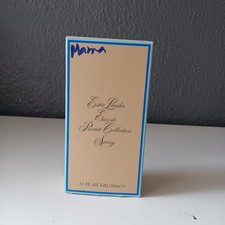 Mama
Estée Lauder
Eau de
Private Collection
Spray